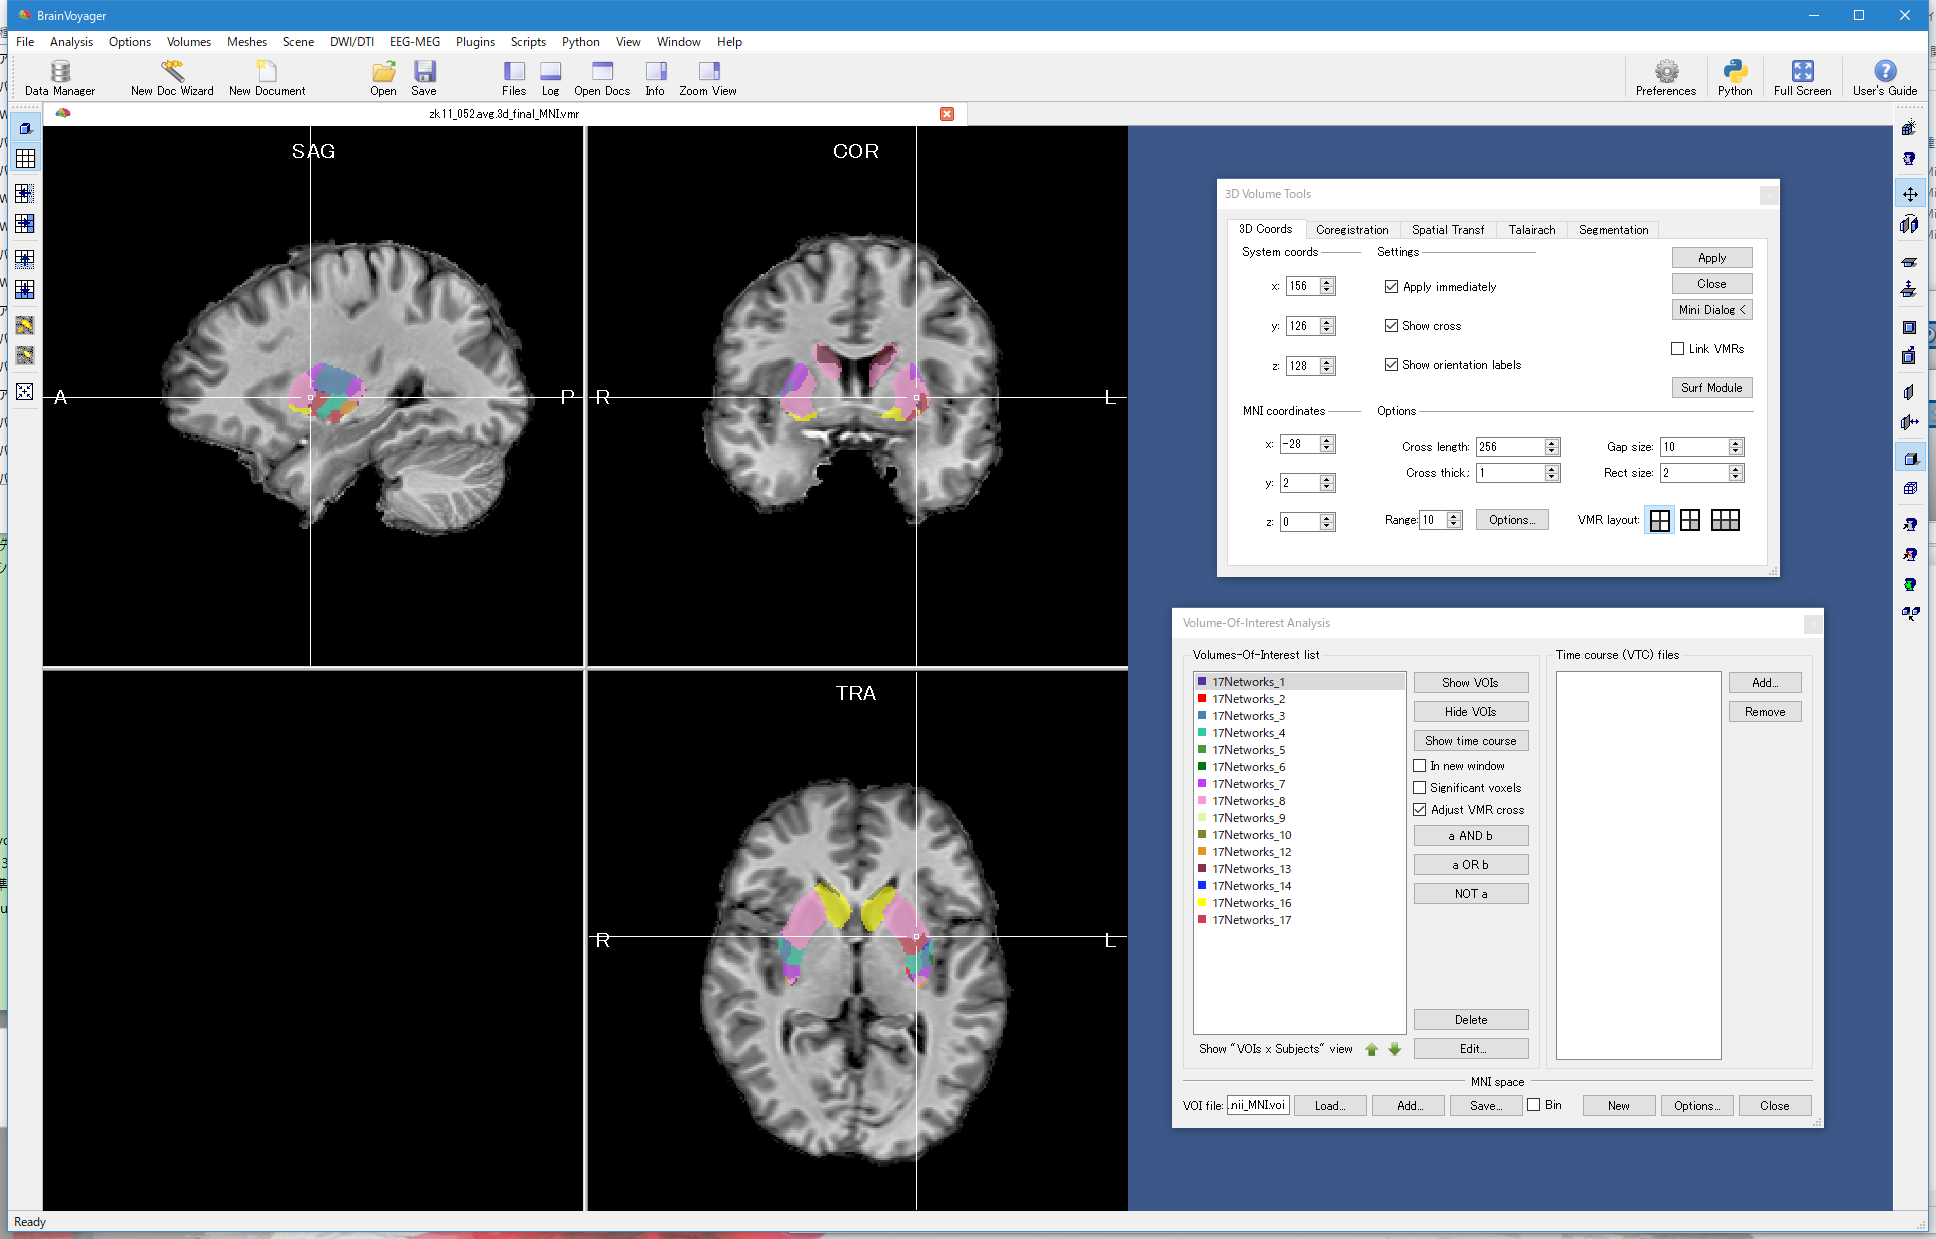 BrainVoyager
File Analysis Options Volumes Meshes Scene DWI/DTI EEG-MEG Plugins Scripts Python View Window Help
Data Manager New Doc Wizard New Document Open Save Files Log Open Docs Info Zoom View Preferences Python Full Screen User's Guide
zk11_052.avg.3d_final_MNI.vmr
SAG
A
P
COR
R
L
TRA
R
L
3D Volume Tools
3D Coords Coregistration Spatial Transf Talairach Segmentation
System coords
x: 156
y: 126
z: 128
Settings
Apply immediately
Show cross
Show orientation labels
Apply
Close
Mini Dialog <
Link VMRs
Surf Module
MNI coordinates
x: -28
y: 2
z: 0
Options
Cross length: 256
Gap size: 10
Cross thick.: 1
Rect size: 2
Range: 10
Options...
VMR layout:
Volume-Of-Interest Analysis
Volumes-Of-Interest list
17Networks_1
17Networks_2
17Networks_3
17Networks_4
17Networks_5
17Networks_6
17Networks_7
17Networks_8
17Networks_9
17Networks_10
17Networks_12
17Networks_13
17Networks_14
17Networks_16
17Networks_17
Show VOIs
Hide VOIs
Show time course
In new window
Significant voxels
Adjust VMR cross
a AND b
a OR b
NOT a
Delete
Show "VOIs x Subjects" view
Edit...
Time course (VTC) files
Add...
Remove
MNI space
VOI file: .nii_MNI.voi Load... Add... Save... Bin New Options... Close
Ready